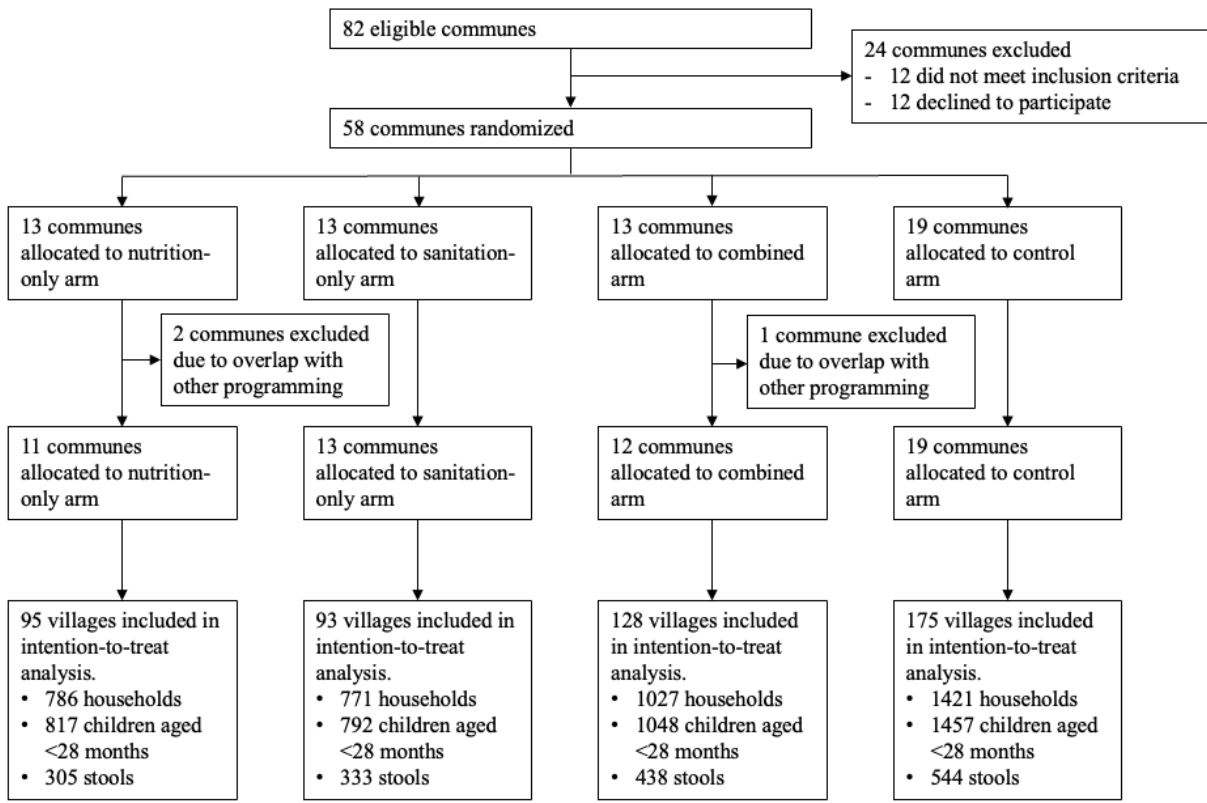 82 eligible communes
24 communes excluded
- 12 did not meet inclusion criteria
- 12 declined to participate
58 communes randomized
13 communes
allocated to nutrition-
only arm
13 communes
allocated to sanitation-
only arm
13 communes
allocated to combined
arm
19 communes
allocated to control
arm
2 communes excluded
due to overlap with
other programming
1 commune excluded
due to overlap with
other programming
11 communes
allocated to nutrition-
only arm
13 communes
allocated to sanitation-
only arm
12 communes
allocated to combined
arm
19 communes
allocated to control
arm
95 villages included in
intention-to-treat
analysis.
• 786 households
• 817 children aged
<28 months
• 305 stools
93 villages included in
intention-to-treat
analysis.
• 771 households
• 792 children aged
<28 months
• 333 stools
128 villages included
in intention-to-treat
analysis.
• 1027 households
• 1048 children aged
<28 months
• 438 stools
175 villages included
in intention-to-treat
analysis.
• 1421 households
• 1457 children aged
<28 months
• 544 stools